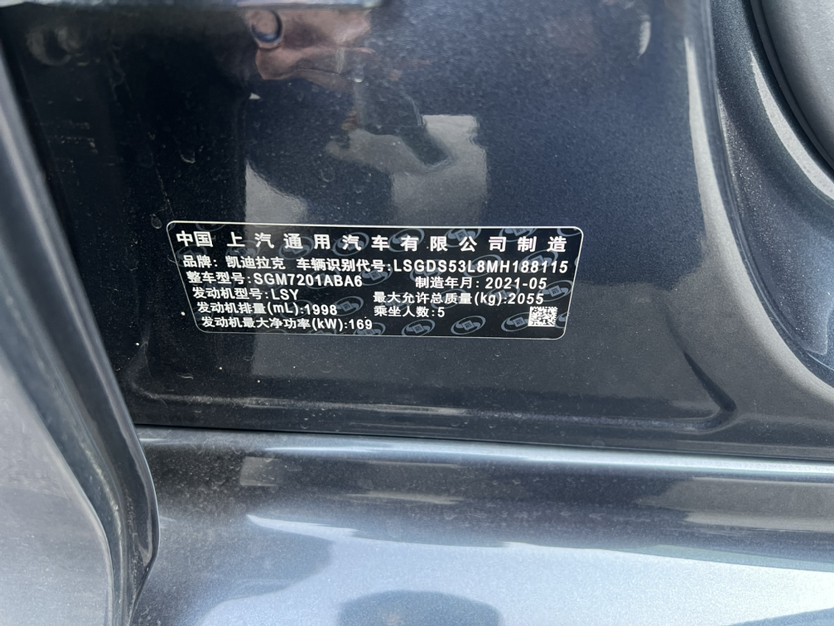 中国 上汽通用汽车有限公司制造
品牌: 凯迪拉克 车辆识别代号:LSGDS53L8MH188115
整车型号:SGM7201ABA6 制造年月:2021-05
发动机型号:LSY 最大允许总质量(kg):2055
发动机排量(mL):1998 乘坐人数:5
发动机最大净功率(kW):169